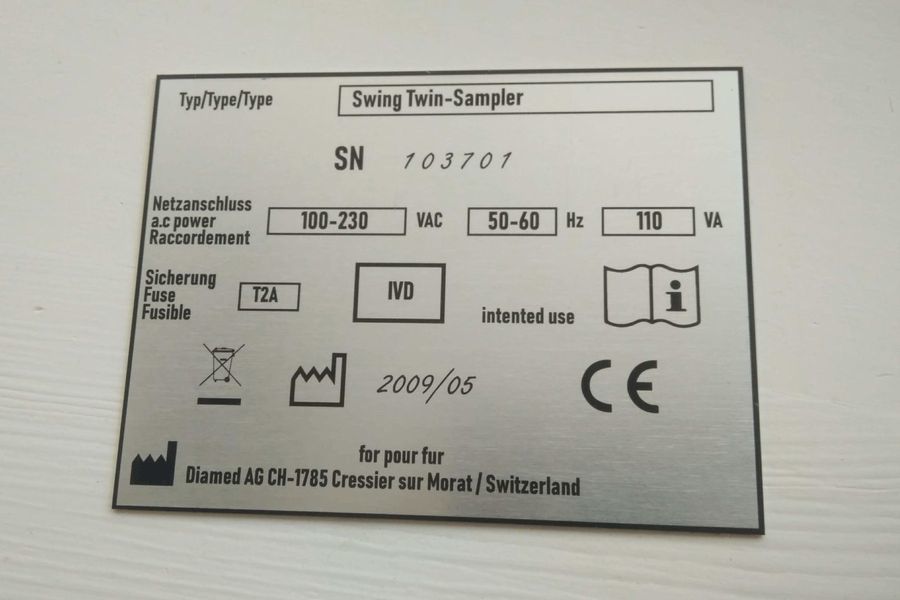 Typ/Type/Type Swing Twin-Sampler
SN 103701
Netzanschluss
a.c power 100-230 VAC 50-60 Hz 110 VA
Raccordement
Sicherung
Fuse T2A IVD
Fusible intented use
2009/05 CE
for pour fur
Diamed AG CH-1785 Cressier sur Morat / Switzerland